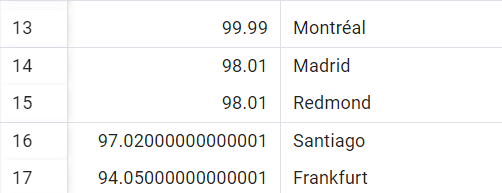 13 99.99 Montréal
14 98.01 Madrid
15 98.01 Redmond
16 97.02000000000001 Santiago
17 94.05000000000001 Frankfurt